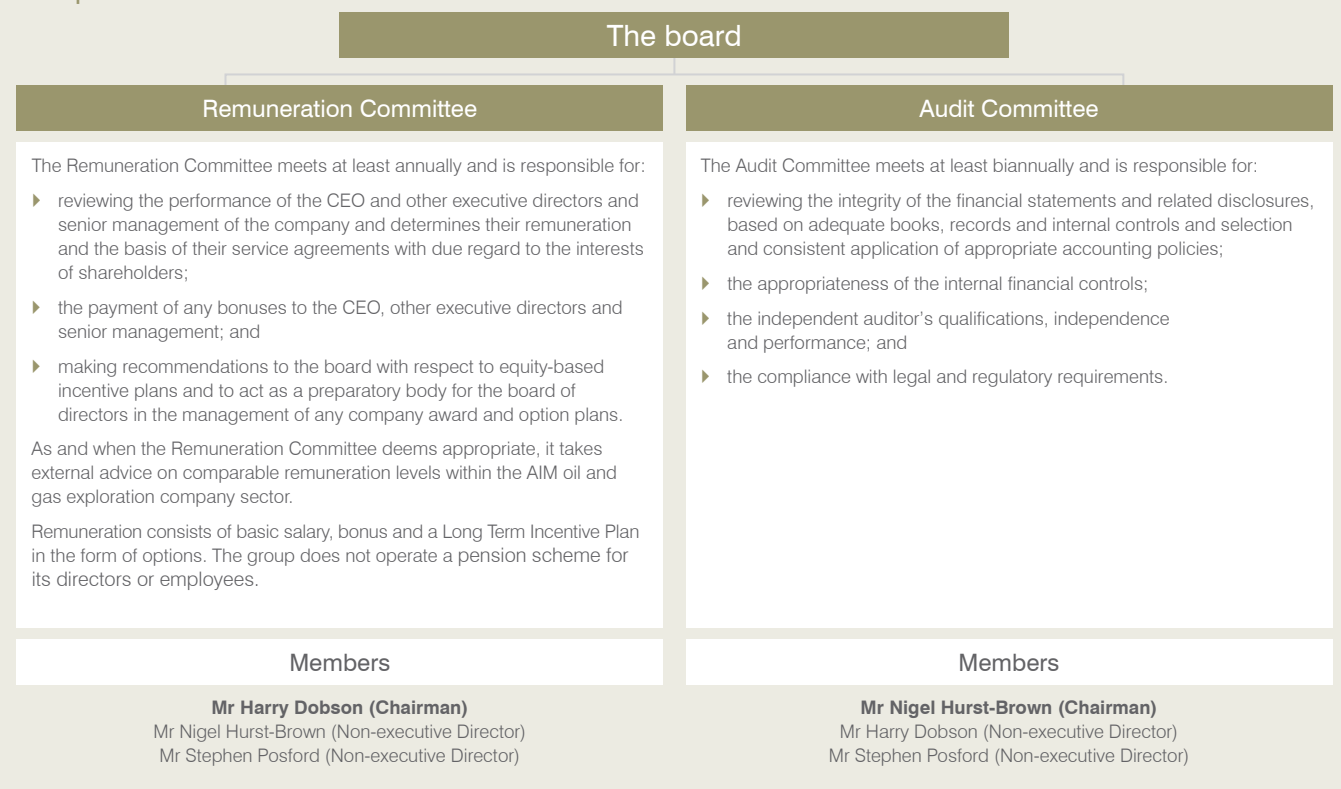 The board
Remuneration Committee
The Remuneration Committee meets at least annually and is responsible for:
reviewing the performance of the CEO and other executive directors and
senior management of the company and determines their remuneration
and the basis of their service agreements with due regard to the interests
of shareholders;
the payment of any bonuses to the CEO, other executive directors and
senior management; and
making recommendations to the board with respect to equity-based
incentive plans and to act as a preparatory body for the board of
directors in the management of any company award and option plans.
As and when the Remuneration Committee deems appropriate, it takes
external advice on comparable remuneration levels within the AIM oil and
gas exploration company sector.
Remuneration consists of basic salary, bonus and a Long Term Incentive Plan
in the form of options. The group does not operate a pension scheme for
its directors or employees.
Members
Mr Harry Dobson (Chairman)
Mr Nigel Hurst-Brown (Non-executive Director)
Mr Stephen Posford (Non-executive Director)
Audit Committee
The Audit Committee meets at least biannually and is responsible for:
reviewing the integrity of the financial statements and related disclosures,
based on adequate books, records and internal controls and selection
and consistent application of appropriate accounting policies;
the appropriateness of the internal financial controls;
the independent auditor's qualifications, independence
and performance; and
the compliance with legal and regulatory requirements.
Members
Mr Nigel Hurst-Brown (Chairman)
Mr Harry Dobson (Non-executive Director)
Mr Stephen Posford (Non-executive Director)